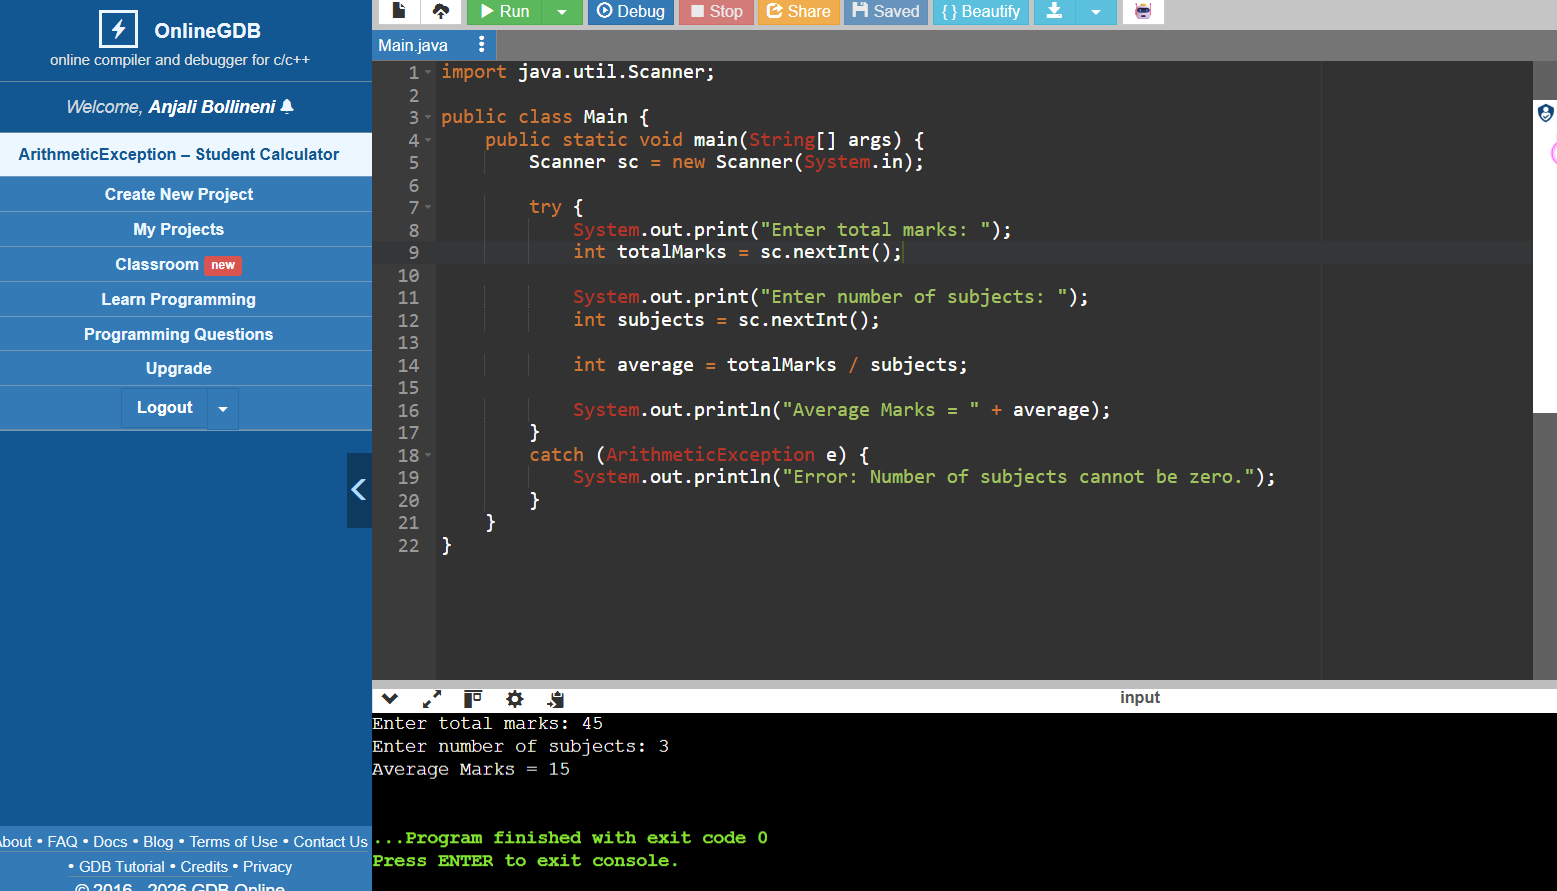 OnlineGDB
online compiler and debugger for c/c++
Welcome, Anjali Bollineni
ArithmeticException – Student Calculator
Create New Project
My Projects
Classroom new
Learn Programming
Programming Questions
Upgrade
Logout
About • FAQ • Docs • Blog • Terms of Use • Contact Us
• GDB Tutorial • Credits • Privacy
© 2016 - 2026 GDB Online
Run Debug Stop Share Saved { } Beautify
Main.java
1 import java.util.Scanner;
2
3 public class Main {
4     public static void main(String[] args) {
5         Scanner sc = new Scanner(System.in);
6
7         try {
8             System.out.print("Enter total marks: ");
9             int totalMarks = sc.nextInt();
10
11             System.out.print("Enter number of subjects: ");
12             int subjects = sc.nextInt();
13
14             int average = totalMarks / subjects;
15
16             System.out.println("Average Marks = " + average);
17         }
18         catch (ArithmeticException e) {
19             System.out.println("Error: Number of subjects cannot be zero.");
20         }
21     }
22 }
input
Enter total marks: 45
Enter number of subjects: 3
Average Marks = 15
...Program finished with exit code 0
Press ENTER to exit console.